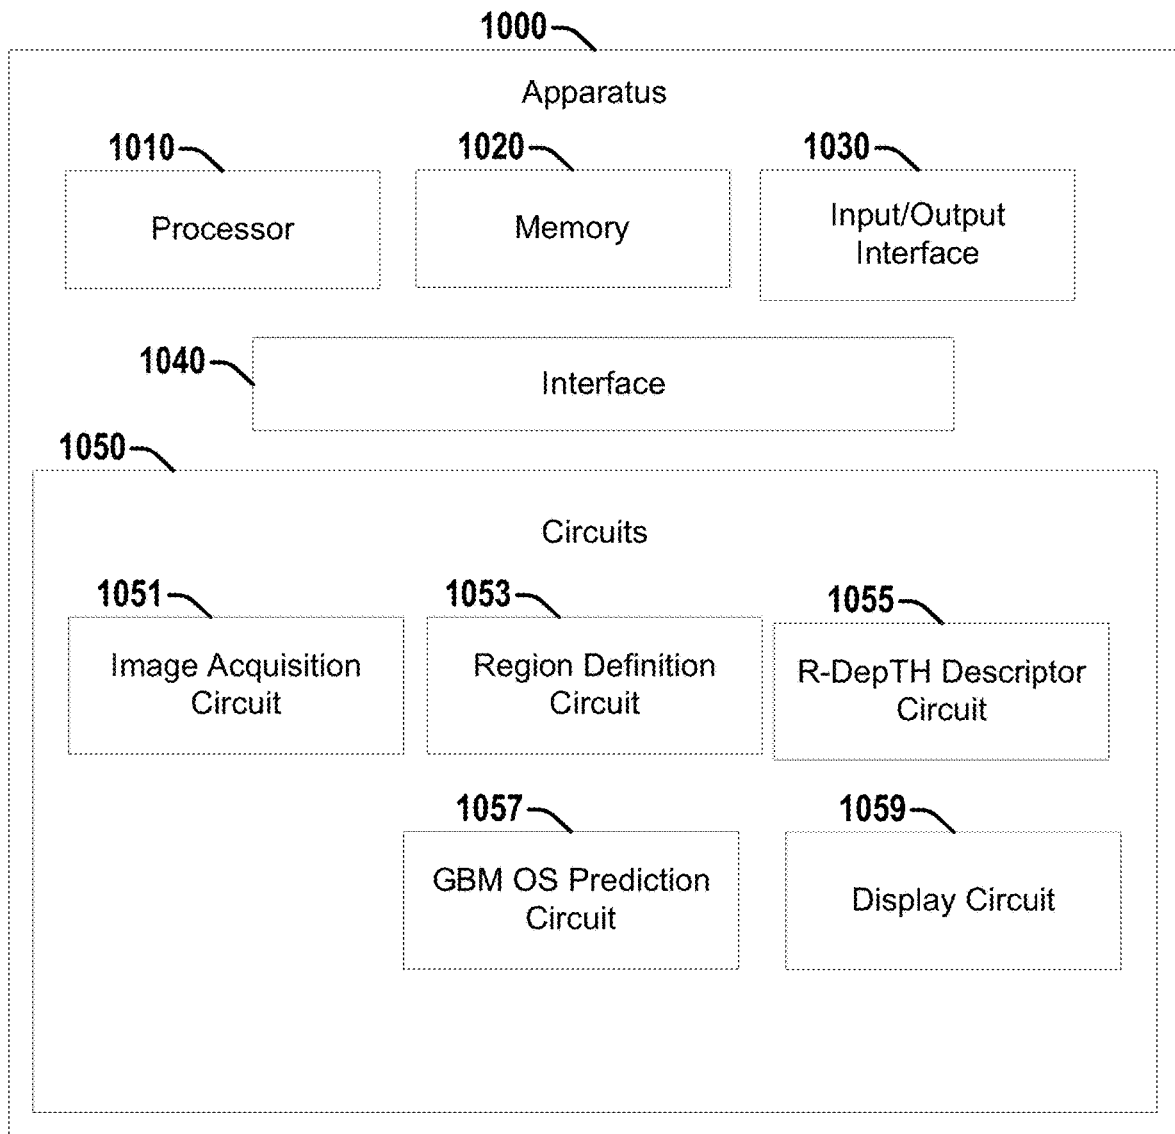 1000
Apparatus
1010
1020
1030
Processor
Memory
Input/Output
Interface
1040
Interface
1050
Circuits
1051
1053
1055
Image Acquisition
Circuit
Region Definition
Circuit
R-DepTH Descriptor
Circuit
1057
1059
GBM OS Prediction
Circuit
Display Circuit